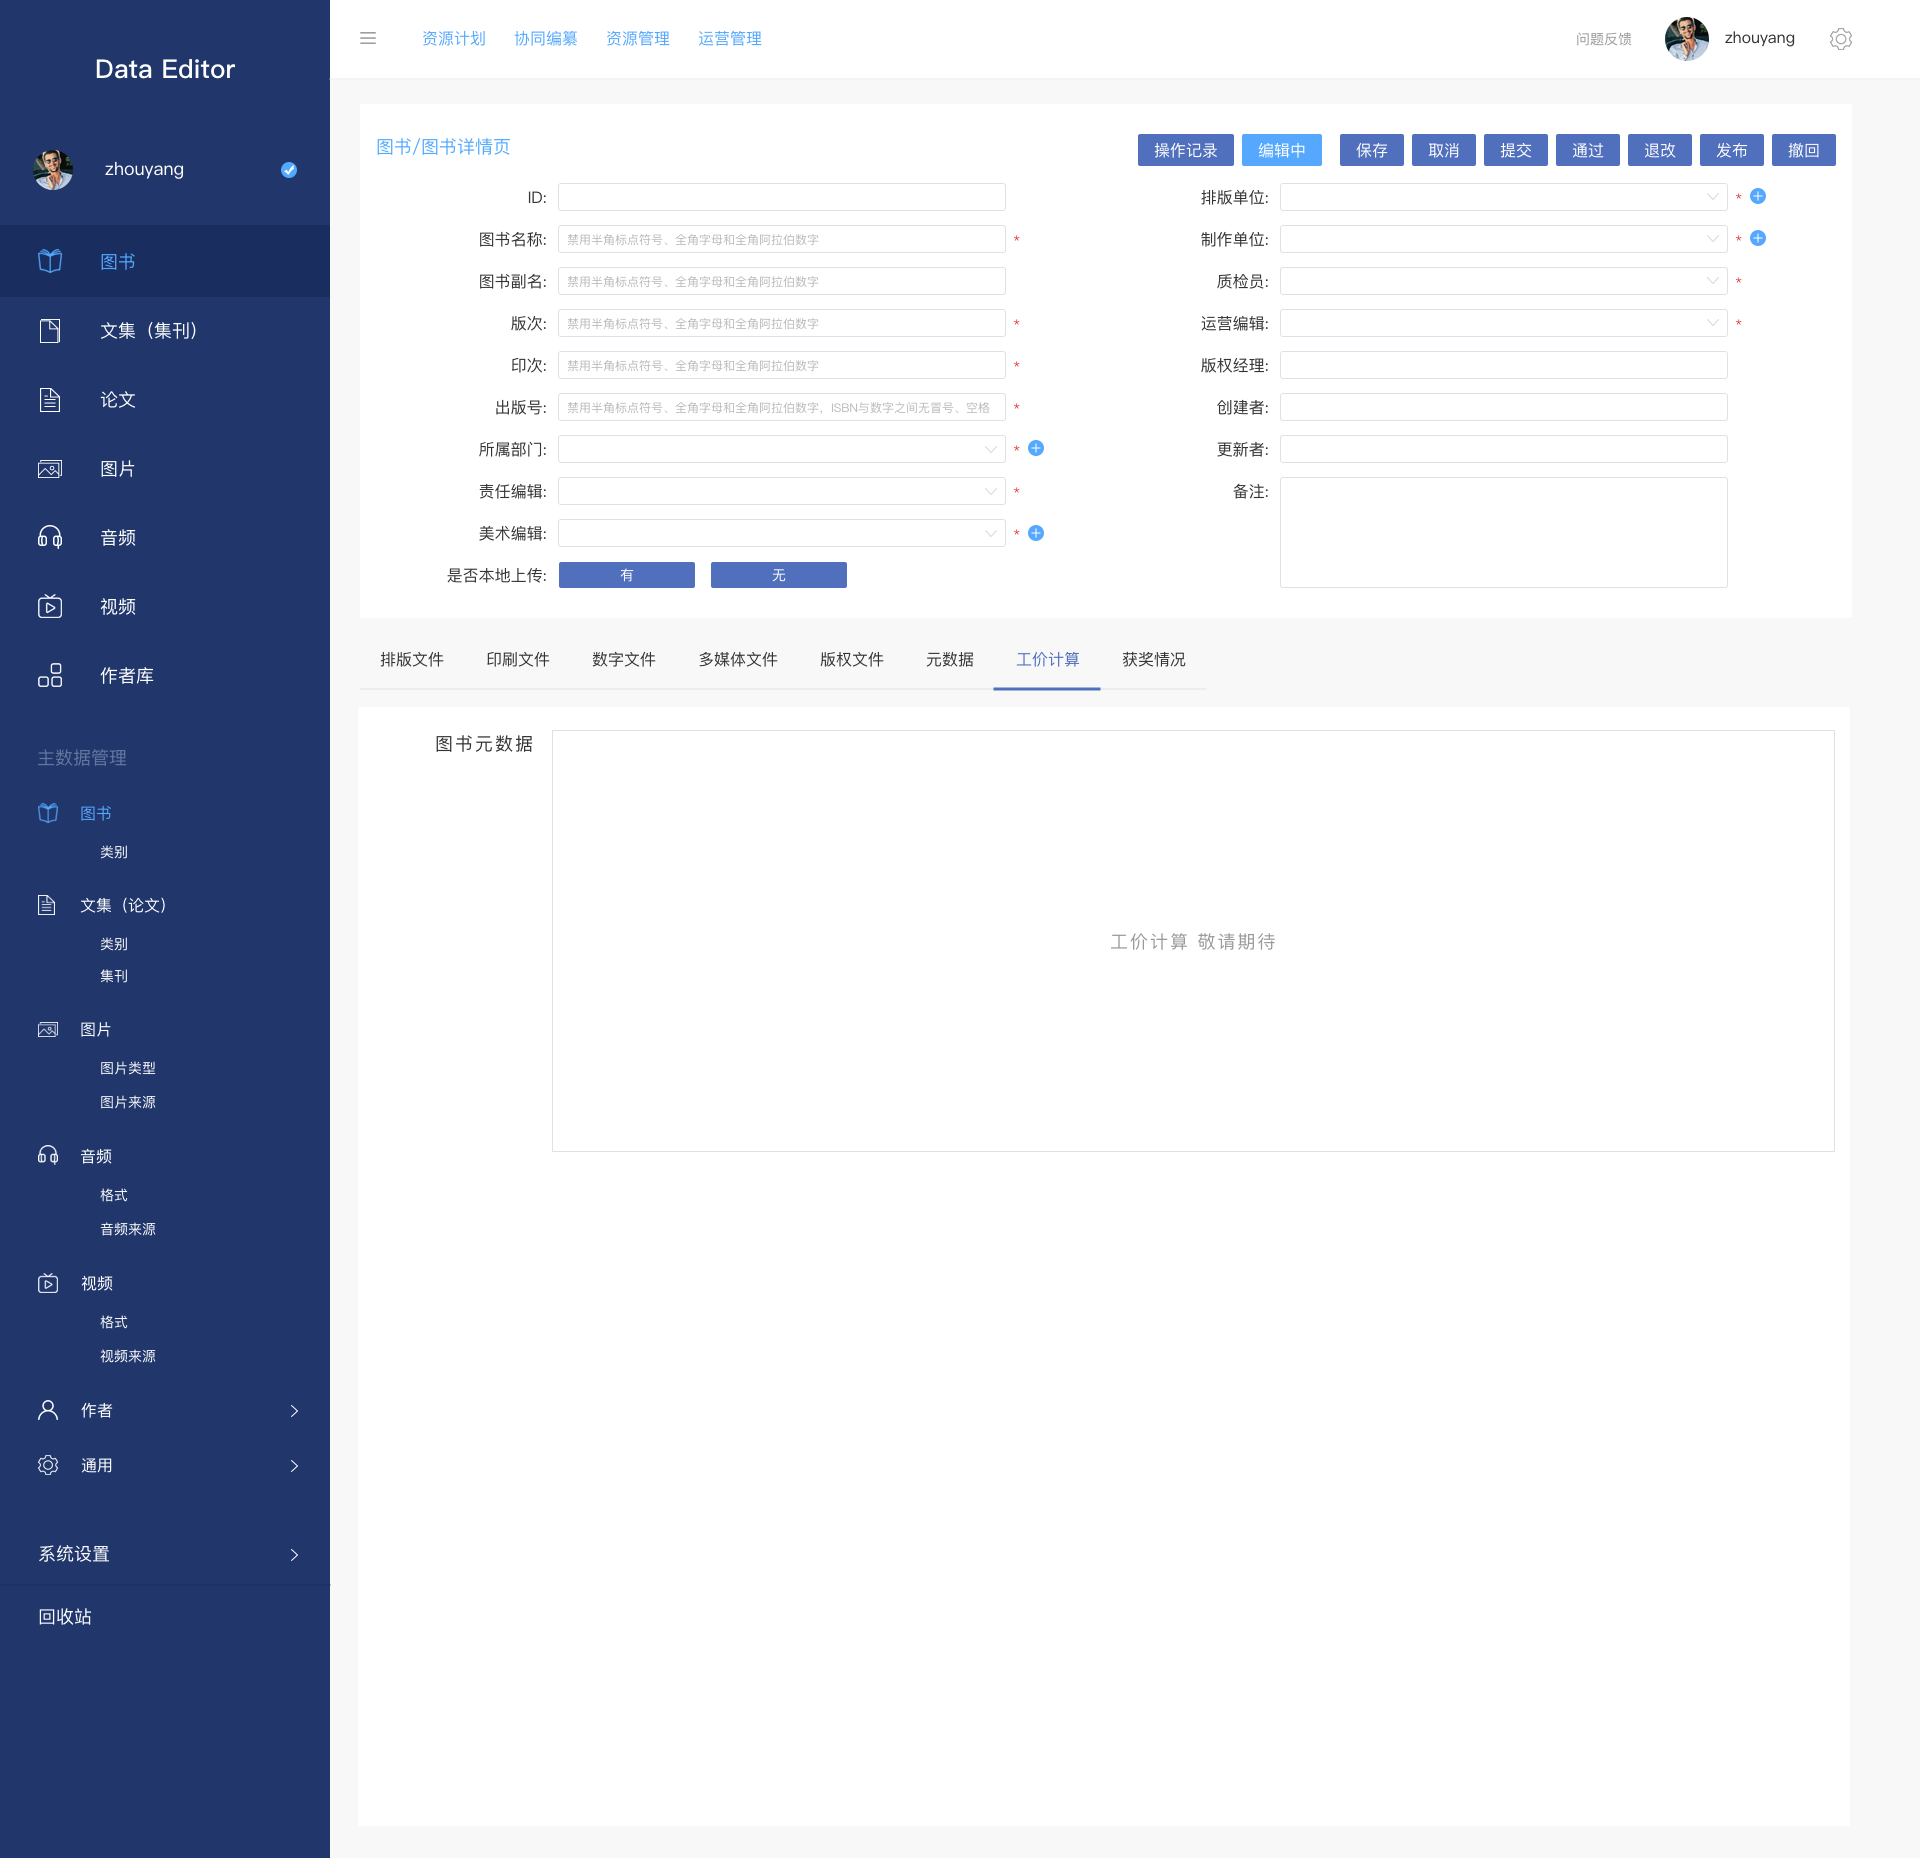 Data Editor
zhouyang
图书
文集（集刊）
论文
图片
音频
视频
作者库
主数据管理
图书
类别
文集（论文）
类别
集刊
图片
图片类型
图片来源
音频
格式
音频来源
视频
格式
视频来源
作者
通用
系统设置
回收站
资源计划 协同编纂 资源管理 运营管理
问题反馈 zhouyang
图书/图书详情页
操作记录 编辑中 保存 取消 提交 通过 退改 发布 撤回
ID:
图书名称: 禁用半角标点符号、全角字母和全角阿拉伯数字 *
图书副名: 禁用半角标点符号、全角字母和全角阿拉伯数字
版次: 禁用半角标点符号、全角字母和全角阿拉伯数字 *
印次: 禁用半角标点符号、全角字母和全角阿拉伯数字 *
出版号: 禁用半角标点符号、全角字母和全角阿拉伯数字，ISBN与数字之间无冒号、空格 *
所属部门: *
责任编辑: *
美术编辑: *
是否本地上传: 有 无
排版单位: *
制作单位: *
质检员: *
运营编辑: *
版权经理:
创建者:
更新者:
备注:
排版文件 印刷文件 数字文件 多媒体文件 版权文件 元数据 工价计算 获奖情况
图书元数据
工价计算 敬请期待